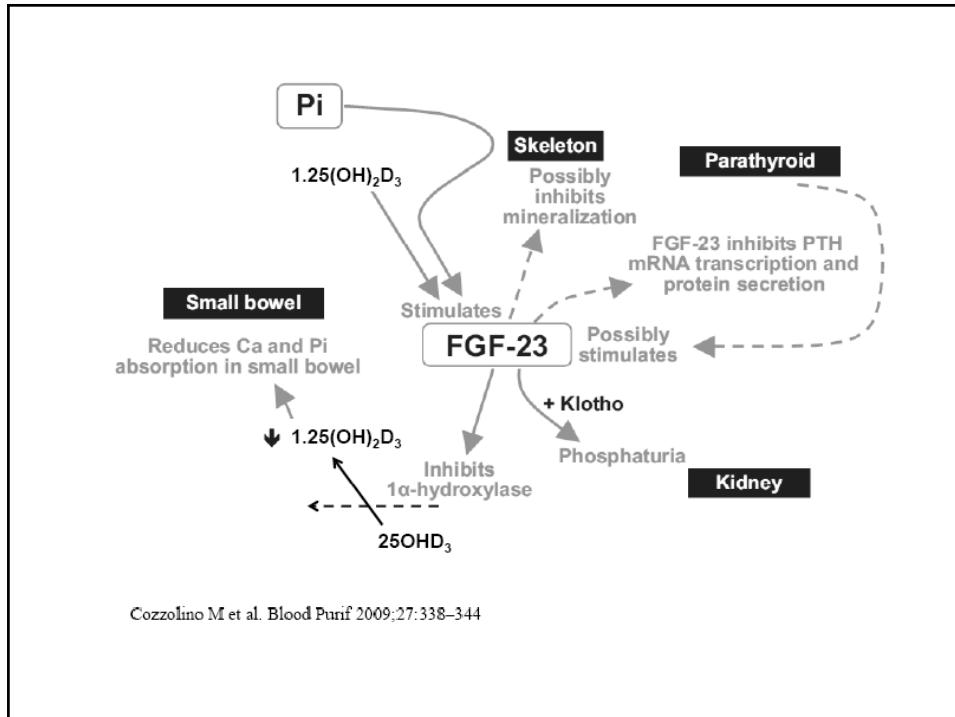 Pi
1.25(OH)₂D₃
Skeleton
Possibly
inhibits
mineralization
Parathyroid
FGF-23 inhibits PTH
mRNA transcription and
protein secretion
Small bowel
Reduces Ca and Pi
absorption in small bowel
Stimulates
FGF-23
Possibly
stimulates
+ Klotho
Phosphaturia
Kidney
1.25(OH)₂D₃
Inhibits
1α-hydroxylase
25OHD₃
Cozzolino M et al. Blood Purif 2009;27:338–344